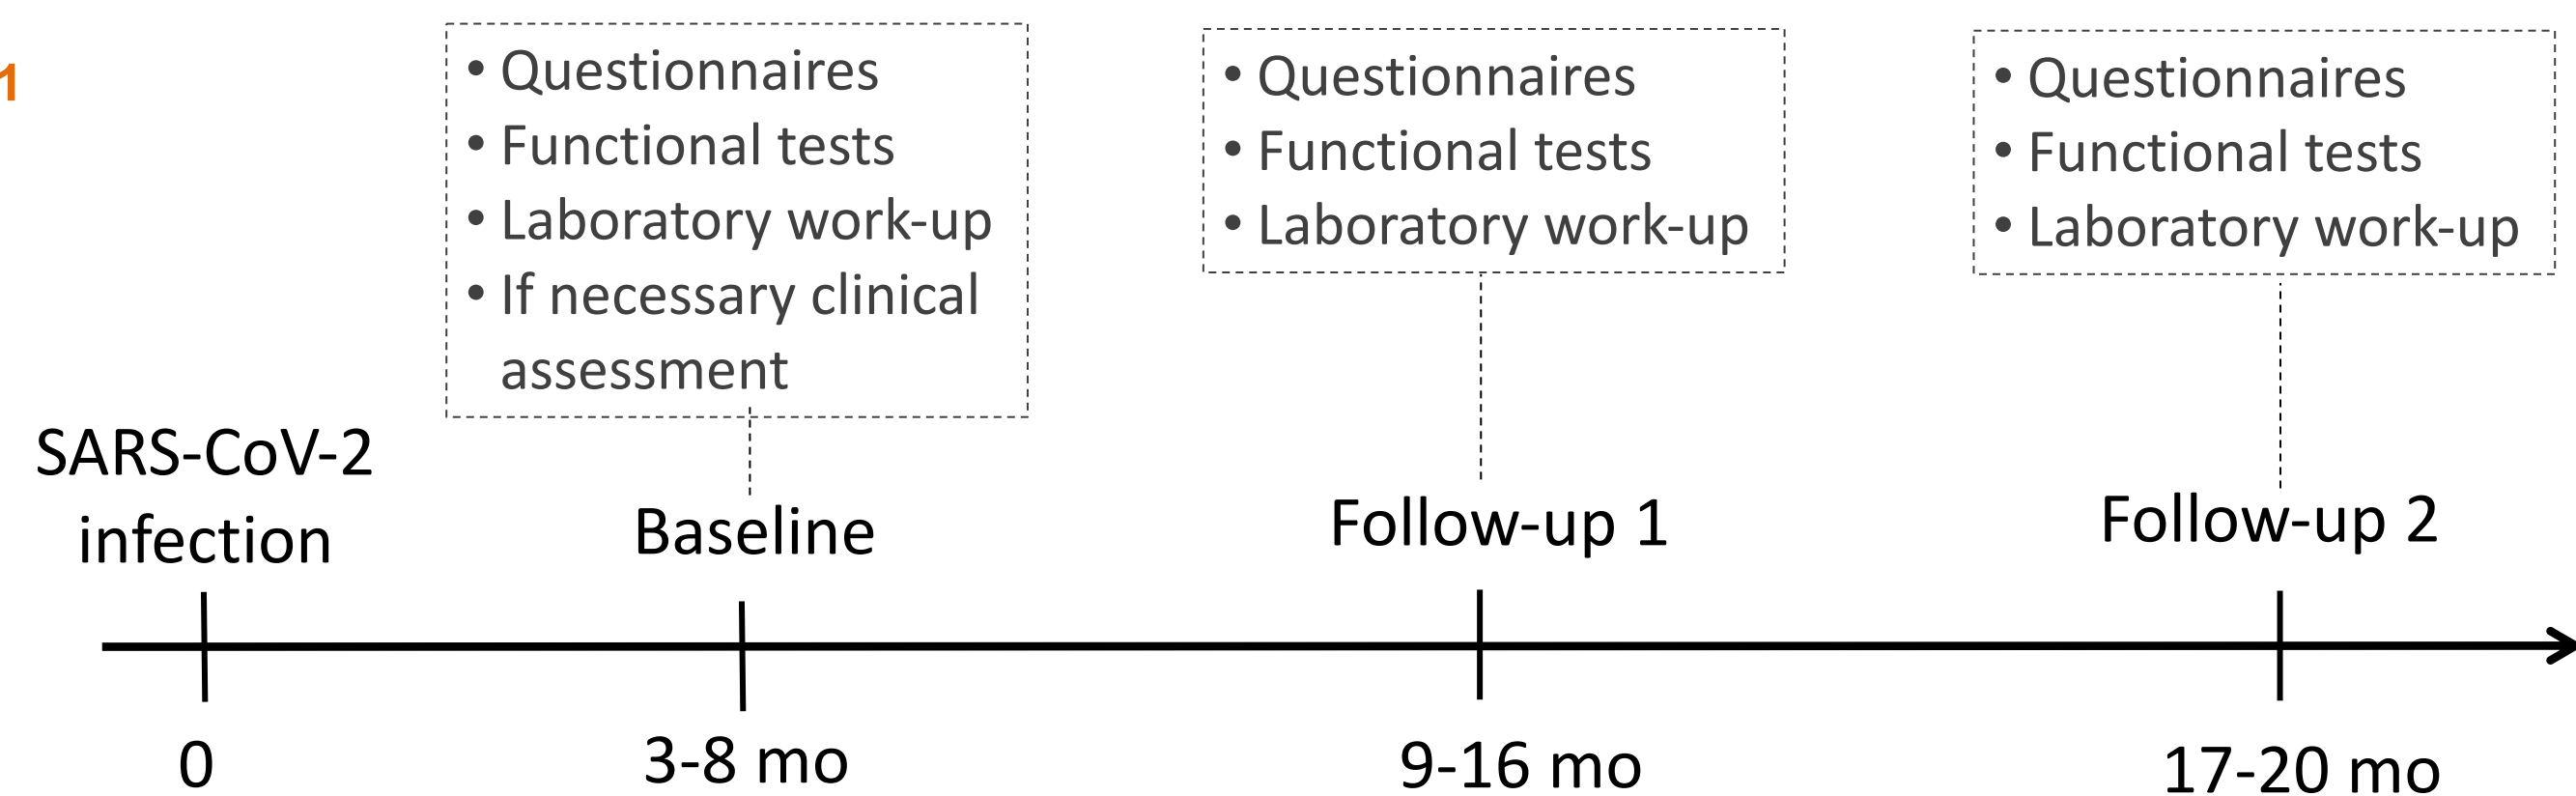 1
• Questionnaires
• Functional tests
• Laboratory work-up
• If necessary clinical
assessment
• Questionnaires
• Functional tests
• Laboratory work-up
• Questionnaires
• Functional tests
• Laboratory work-up
SARS-CoV-2
infection
Baseline
Follow-up 1
Follow-up 2
0
3-8 mo
9-16 mo
17-20 mo